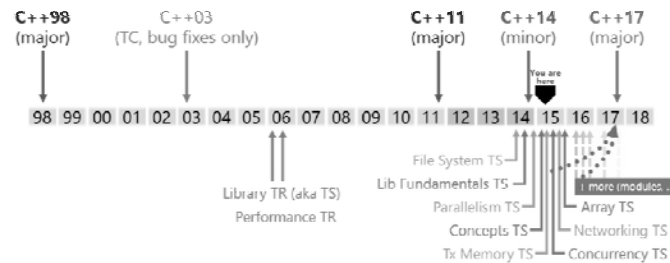 C++98
(major)
C++03
(TC, bug fixes only)
C++11
(major)
C++14
(minor)
C++17
(major)
You are
here
98 99 00 01 02 03 04 05 06 07 08 09 10 11 12 13 14 15 16 17 18
File System TS
Lib Fundamentals TS
+ more (modules, ..
Library TR (aka TS)
Performance TR
Parallelism TS
Array TS
Concepts TS
Networking TS
Tx Memory TS
Concurrency TS